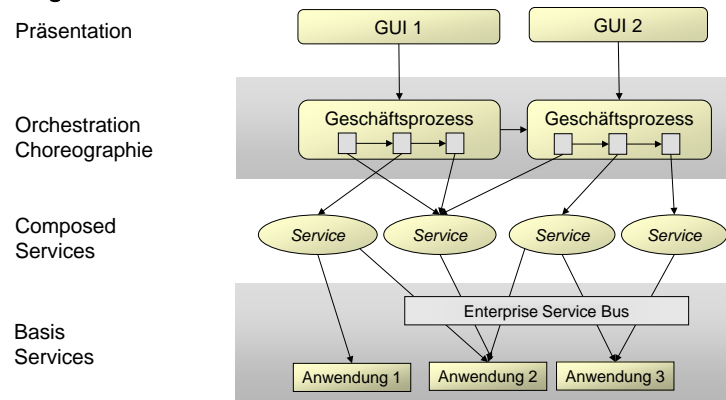 Präsentation
GUI 1
GUI 2
Orchestration
Choreographie
Geschäftsprozess
Geschäftsprozess
Composed
Services
Service
Service
Service
Service
Basis
Services
Enterprise Service Bus
Anwendung 1
Anwendung 2
Anwendung 3